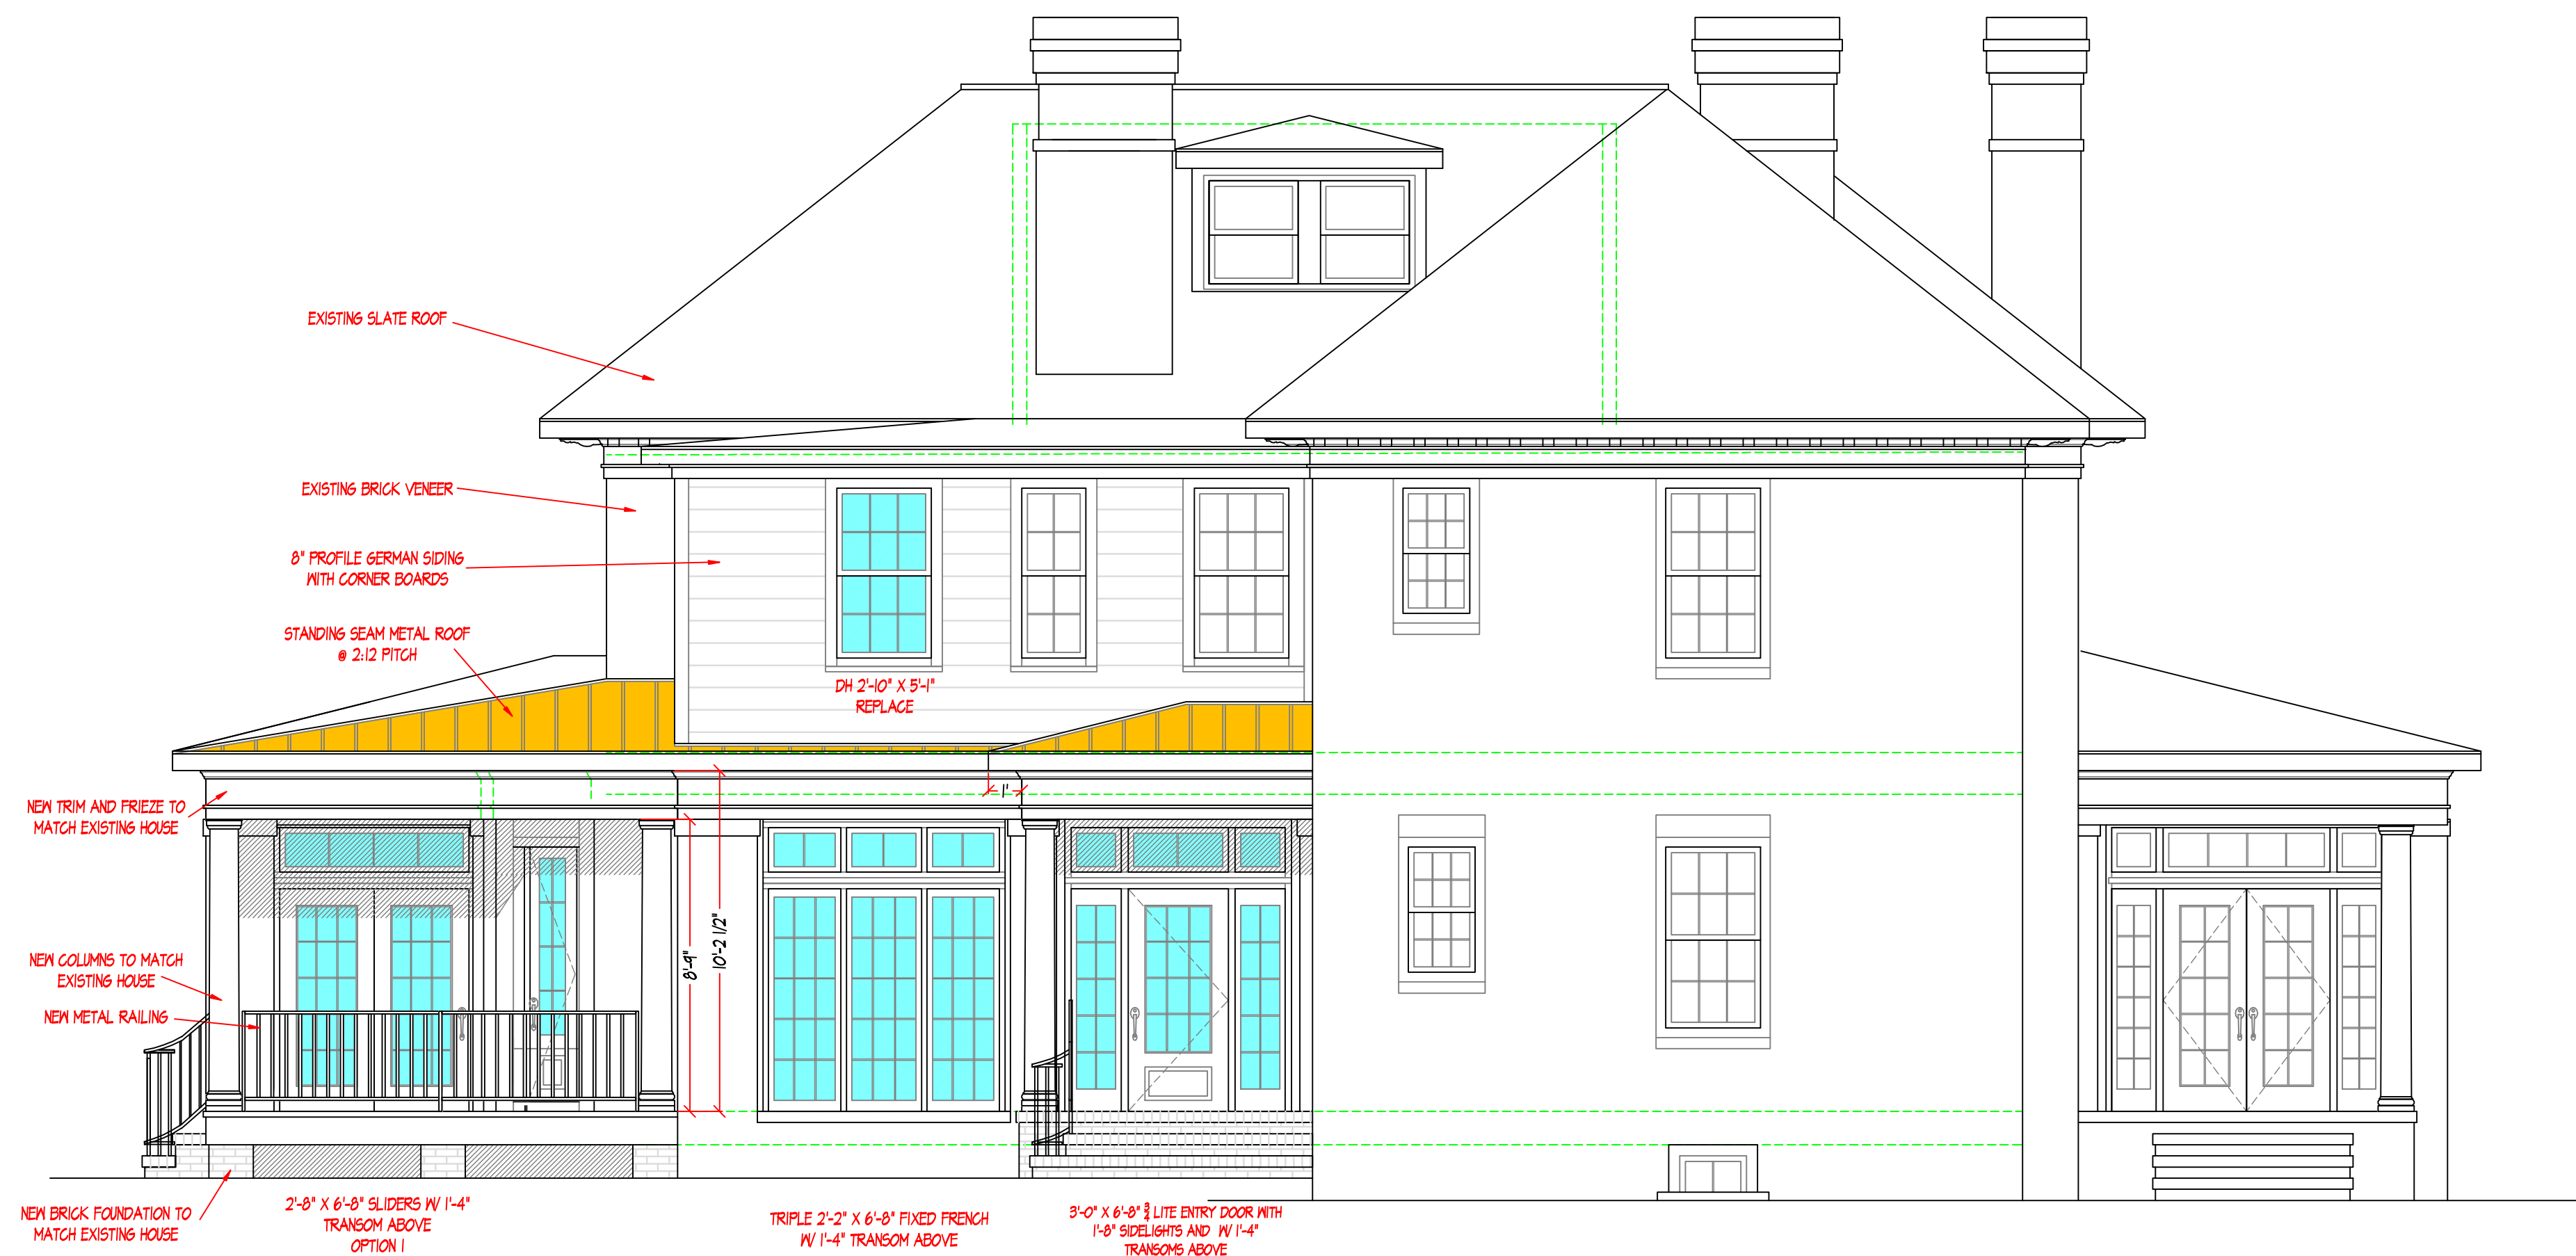 EXISTING SLATE ROOF
EXISTING BRICK VENEER
8" PROFILE GERMAN SIDING
WITH CORNER BOARDS
STANDING SEAM METAL ROOF
@ 2:12 PITCH
DH 2'-10" X 5'-1"
REPLACE
1'
NEW TRIM AND FRIEZE TO
MATCH EXISTING HOUSE
8'-9"
10'-2 1/2"
NEW COLUMNS TO MATCH
EXISTING HOUSE
NEW METAL RAILING
NEW BRICK FOUNDATION TO
MATCH EXISTING HOUSE
2'-8" X 6'-8" SLIDERS W/ 1'-4"
TRANSOM ABOVE
OPTION 1
TRIPLE 2'-2" X 6'-8" FIXED FRENCH
W/ 1'-4" TRANSOM ABOVE
3'-0" X 6'-8" 3/4 LITE ENTRY DOOR WITH
1'-8" SIDELIGHTS AND W/ 1'-4"
TRANSOMS ABOVE